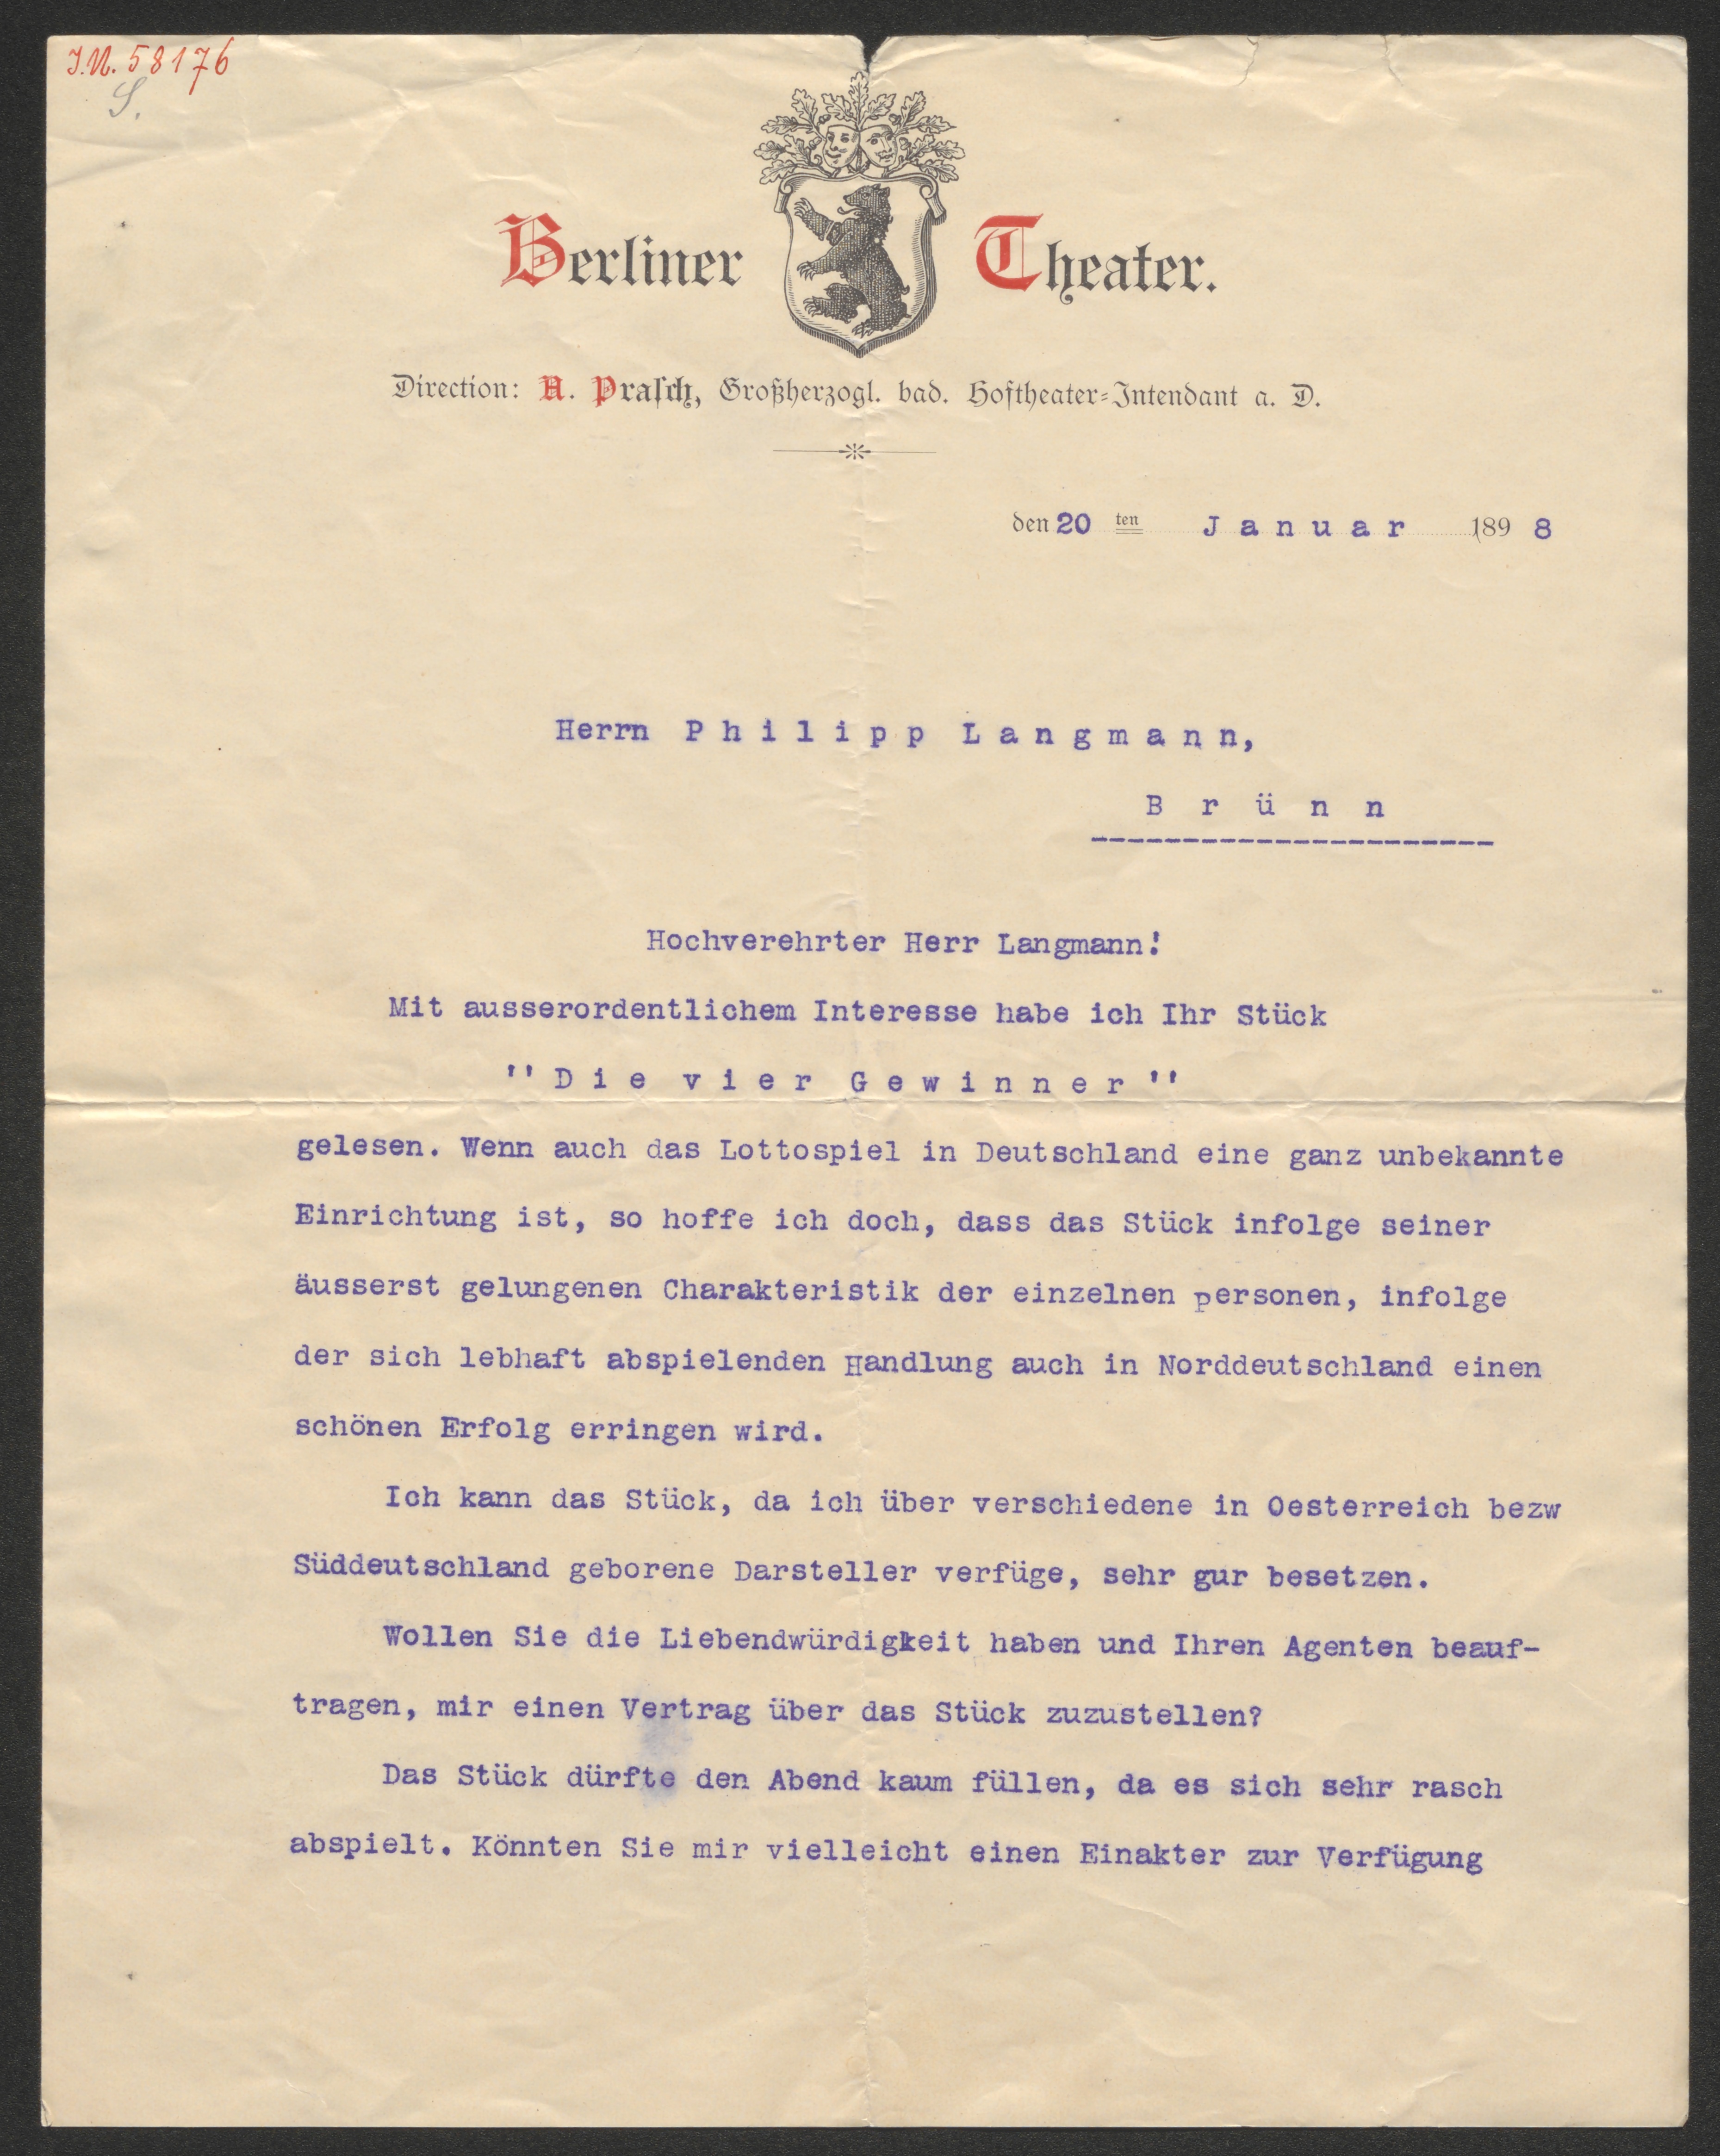 J.N. 58176
S.
Berliner Theater.
Direction: A. Prasch, Großherzogl. bad. Hoftheater-Intendant a. D.
den 20 ten Januar 1898
Herrn Philipp Langmann,
Brünn
Hochverehrter Herr Langmann!
Mit ausserordentlichem Interesse habe ich Ihr Stück
''Die vier Gewinner''
gelesen. Wenn auch das Lottospiel in Deutschland eine ganz unbekannte
Einrichtung ist, so hoffe ich doch, dass das Stück infolge seiner
äusserst gelungenen Charakteristik der einzelnen personen, infolge
der sich lebhaft abspielenden Handlung auch in Norddeutschland einen
schönen Erfolg erringen wird.
Ich kann das Stück, da ich über verschiedene in Oesterreich bezw
Süddeutschland geborene Darsteller verfüge, sehr gur besetzen.
Wollen Sie die Liebendwürdigkeit haben und Ihren Agenten beauf-
tragen, mir einen Vertrag über das Stück zuzustellen?
Das Stück dürfte den Abend kaum füllen, da es sich sehr rasch
abspielt. Könnten Sie mir vielleicht einen Einakter zur Verfügung